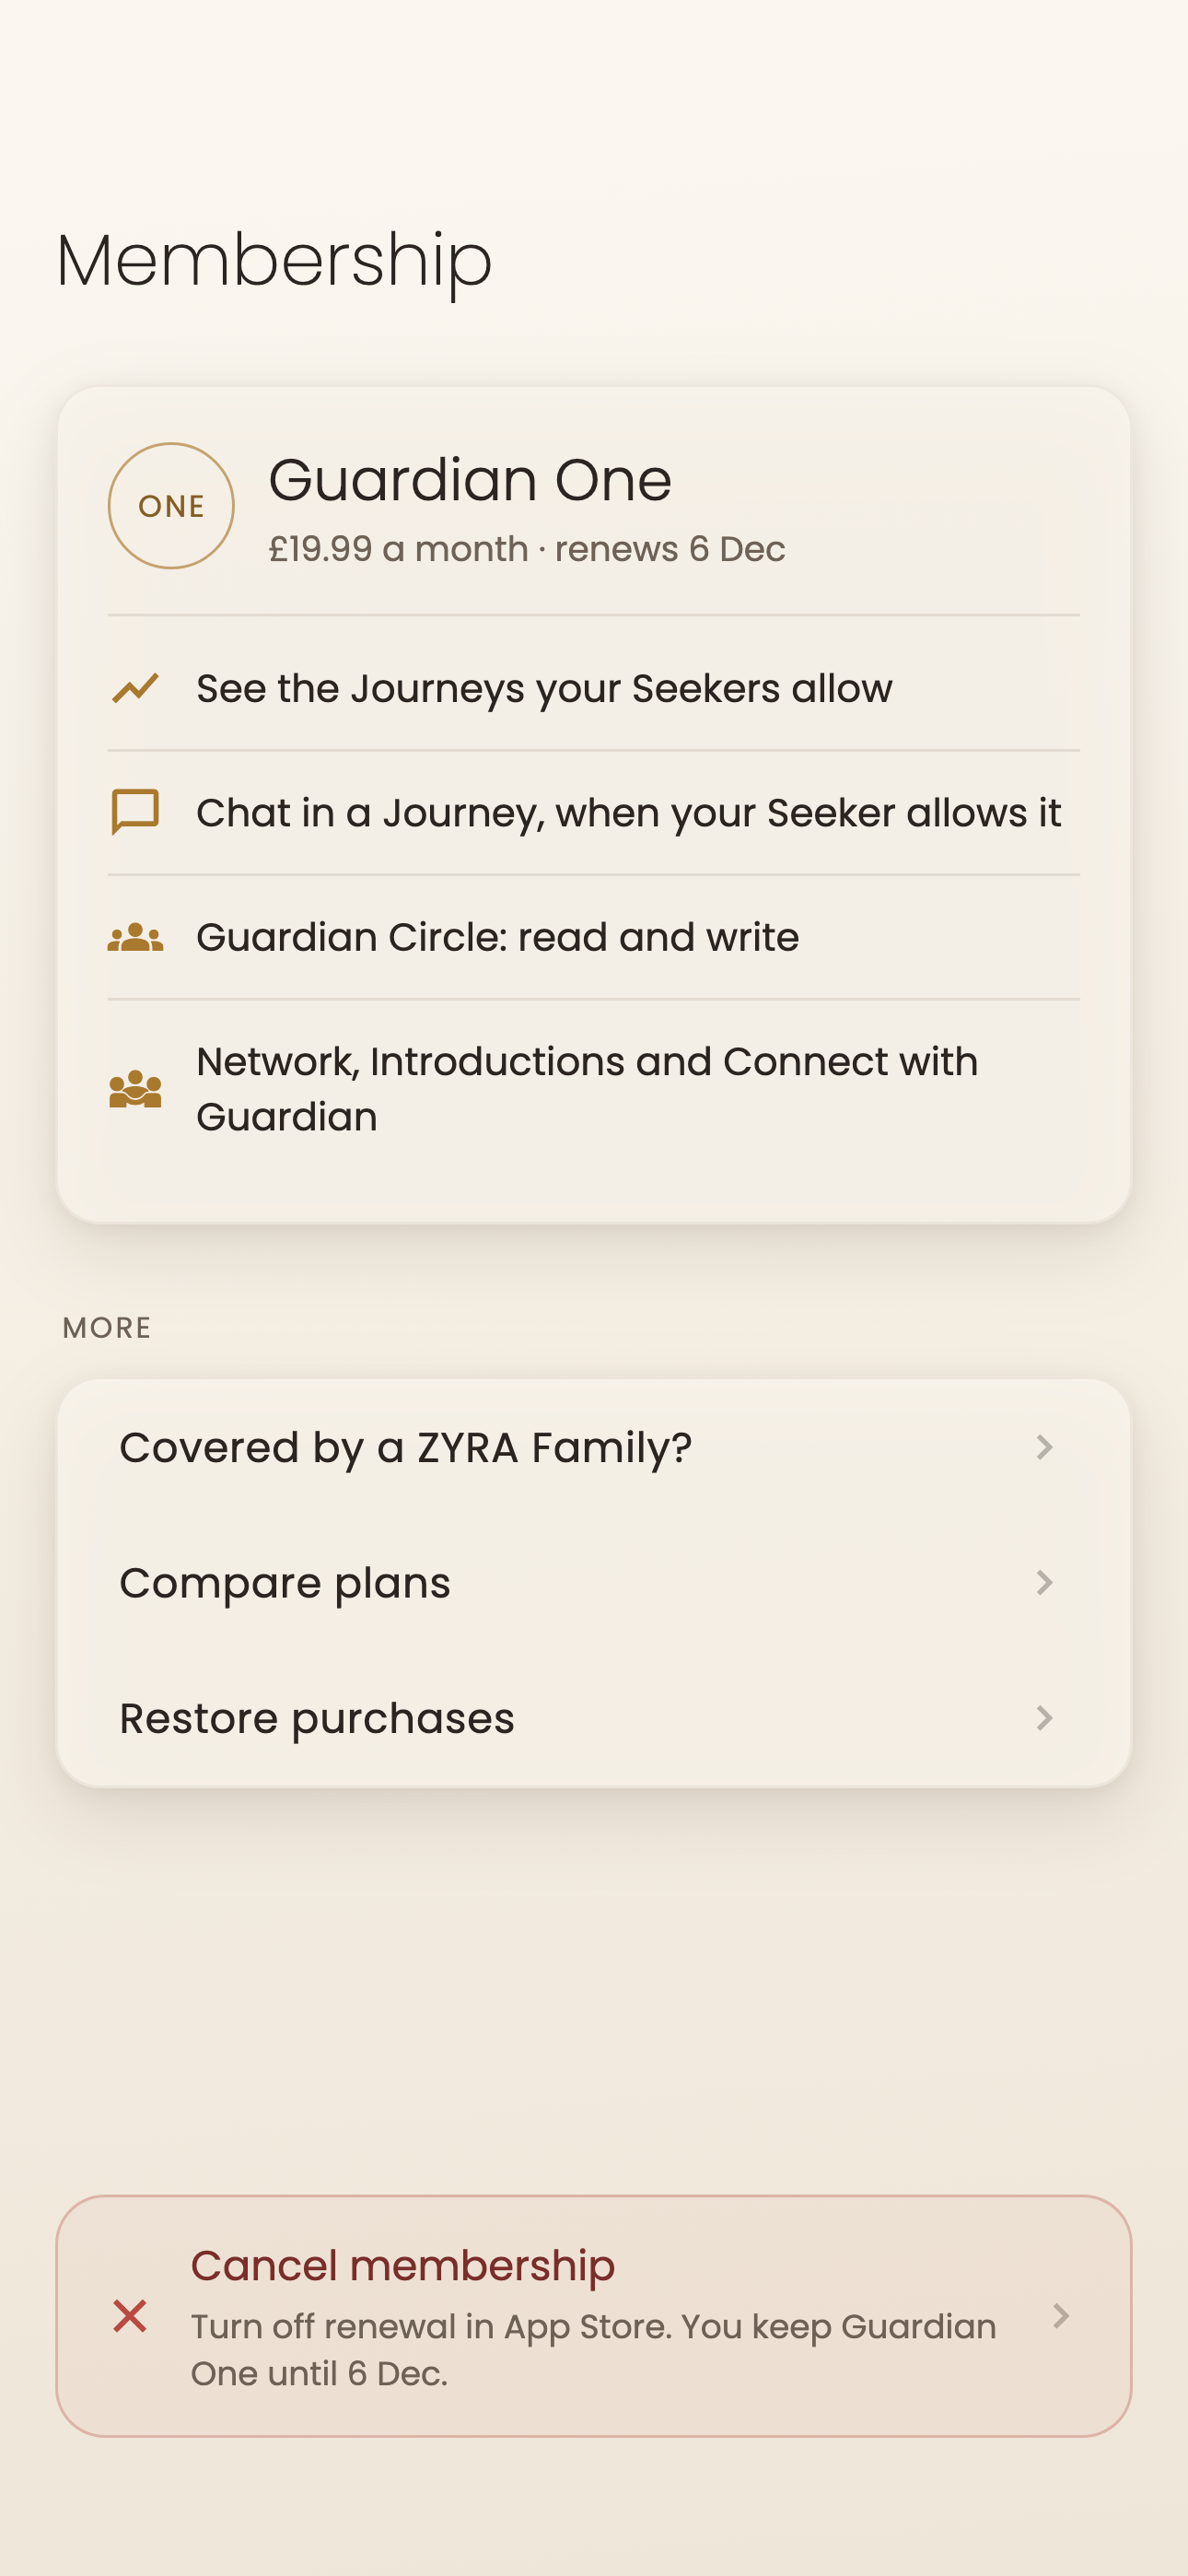 Membership
ONE
Guardian One
£19.99 a month · renews 6 Dec
See the Journeys your Seekers allow
Chat in a Journey, when your Seeker allows it
Guardian Circle: read and write
Network, Introductions and Connect with
Guardian
MORE
Covered by a ZYRA Family?
Compare plans
Restore purchases
Cancel membership
Turn off renewal in App Store. You keep Guardian
One until 6 Dec.